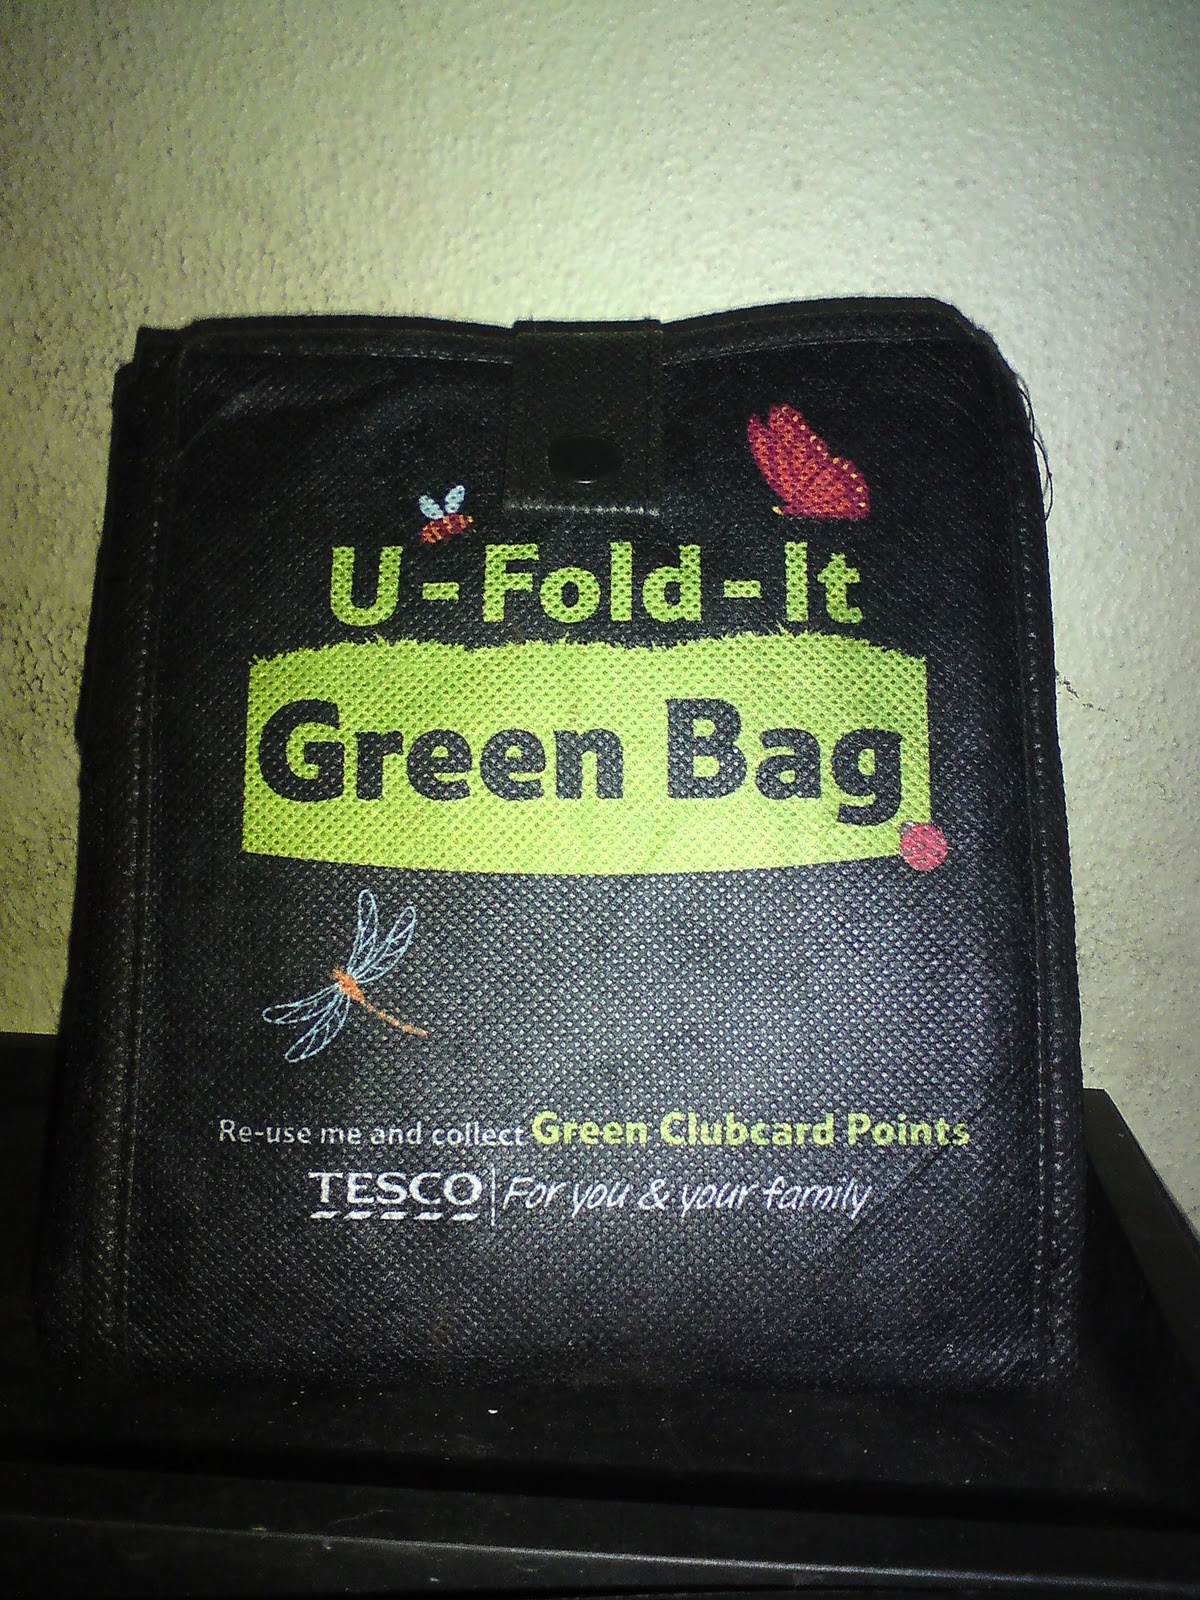 U-Fold-It
Green Bag
Re-use me and collect Green Clubcard Points
TESCO | For you & your family